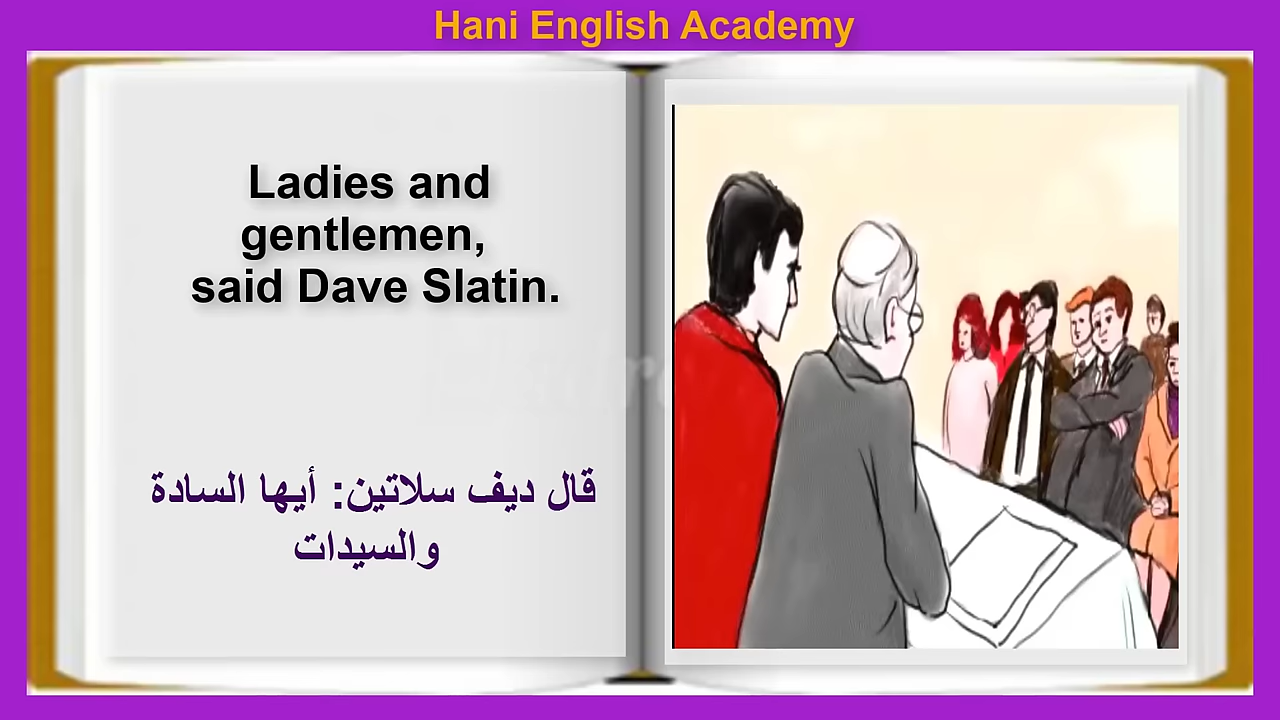 Hani English Academy
Ladies and
gentlemen,
said Dave Slatin.
قال ديف سلاتين: أيها السادة
والسيدات